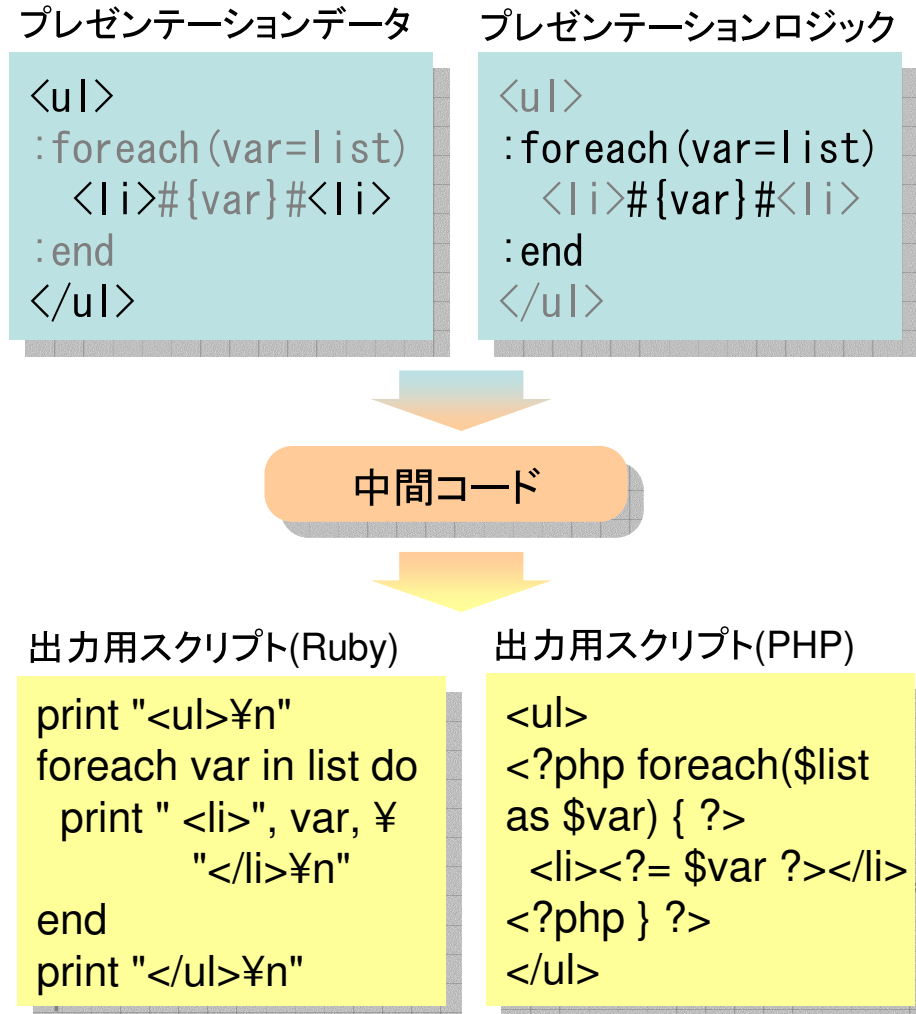 プレゼンテーションデータ
<ul>
:foreach(var=list)
  <li>#{var}#<li>
:end
</ul>
プレゼンテーションロジック
<ul>
:foreach(var=list)
  <li>#{var}#<li>
:end
</ul>
中間コード
出力用スクリプト(Ruby)
print "<ul>¥n"
foreach var in list do
  print " <li>", var, ¥
          "</li>¥n"
end
print "</ul>¥n"
出力用スクリプト(PHP)
<ul>
<?php foreach($list
as $var) { ?>
  <li><?= $var ?></li>
<?php } ?>
</ul>